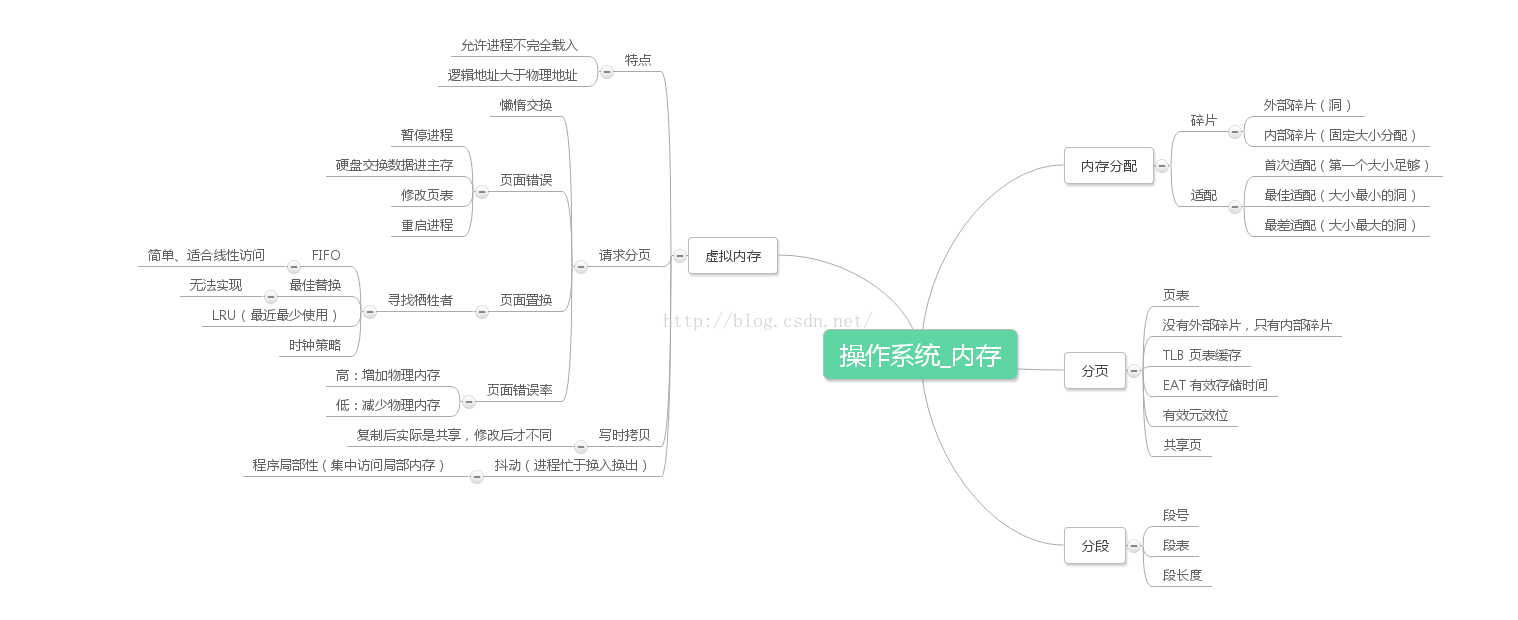 操作系统_内存
内存分配
碎片
外部碎片（洞）
内部碎片（固定大小分配）
适配
首次适配（第一个大小足够）
最佳适配（大小最小的洞）
最差适配（大小最大的洞）
分页
页表
没有外部碎片，只有内部碎片
TLB 页表缓存
EAT 有效存储时间
有效元效位
共享页
分段
段号
段表
段长度
虚拟内存
特点
允许进程不完全载入
逻辑地址大于物理地址
请求分页
懒惰交换
页面错误
暂停进程
硬盘交换数据进主存
修改页表
重启进程
页面置换
寻找牺牲者
FIFO
简单、适合线性访问
最佳替换
无法实现
LRU（最近最少使用）
时钟策略
页面错误率
高：增加物理内存
低：减少物理内存
写时拷贝
复制后实际是共享，修改后才不同
抖动（进程忙于换入换出）
程序局部性（集中访问局部内存）
http://blog.csdn.net/